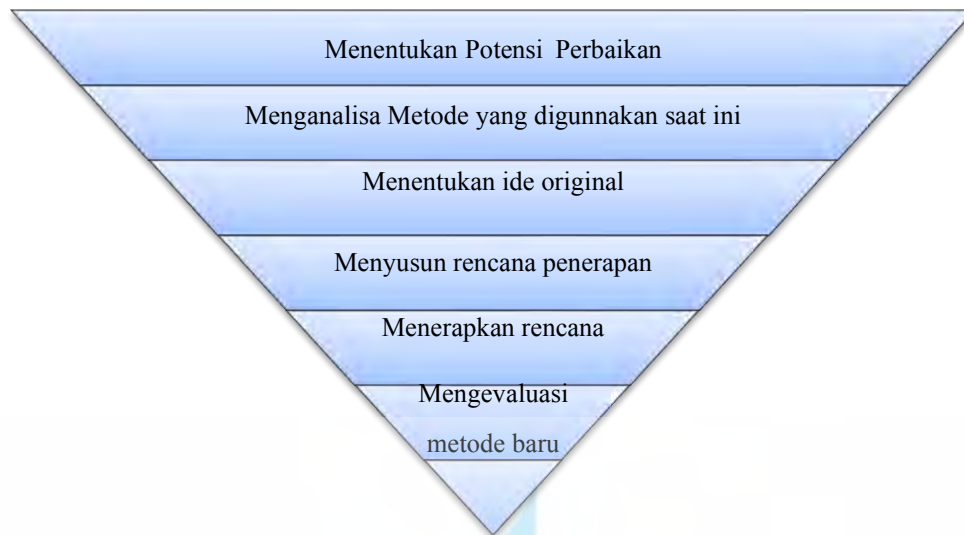 Menentukan Potensi Perbaikan
Menganalisa Metode yang digunnakan saat ini
Menentukan ide original
Menyusun rencana penerapan
Menerapkan rencana
Mengevaluasi
metode baru